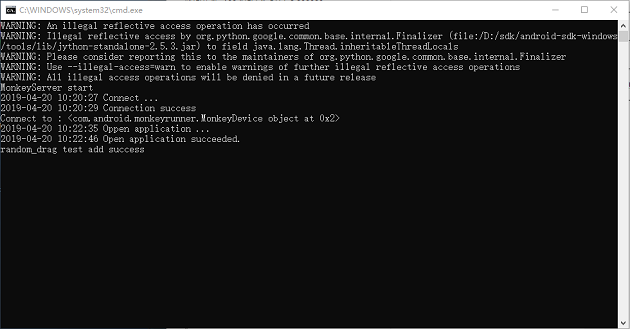 C:\WINDOWS\system32\cmd.exe
WARNING: An illegal reflective access operation has occurred
WARNING: Illegal reflective access by org.python.google.common.base.internal.Finalizer (file:/D:/sdk/android-sdk-windows
/tools/lib/jython-standalone-2.5.3.jar) to field java.lang.Thread.inheritableThreadLocals
WARNING: Please consider reporting this to the maintainers of org.python.google.common.base.internal.Finalizer
WARNING: Use --illegal-access=warn to enable warnings of further illegal reflective access operations
WARNING: All illegal access operations will be denied in a future release
MonkeyServer start
2019-04-20 10:20:27 Connect ...
2019-04-20 10:20:29 Connection success
Connect to : <com.android.monkeyrunner.MonkeyDevice object at 0x2>
2019-04-20 10:22:35 Open application ...
2019-04-20 10:22:46 Open application succeeded.
random_drag test add success